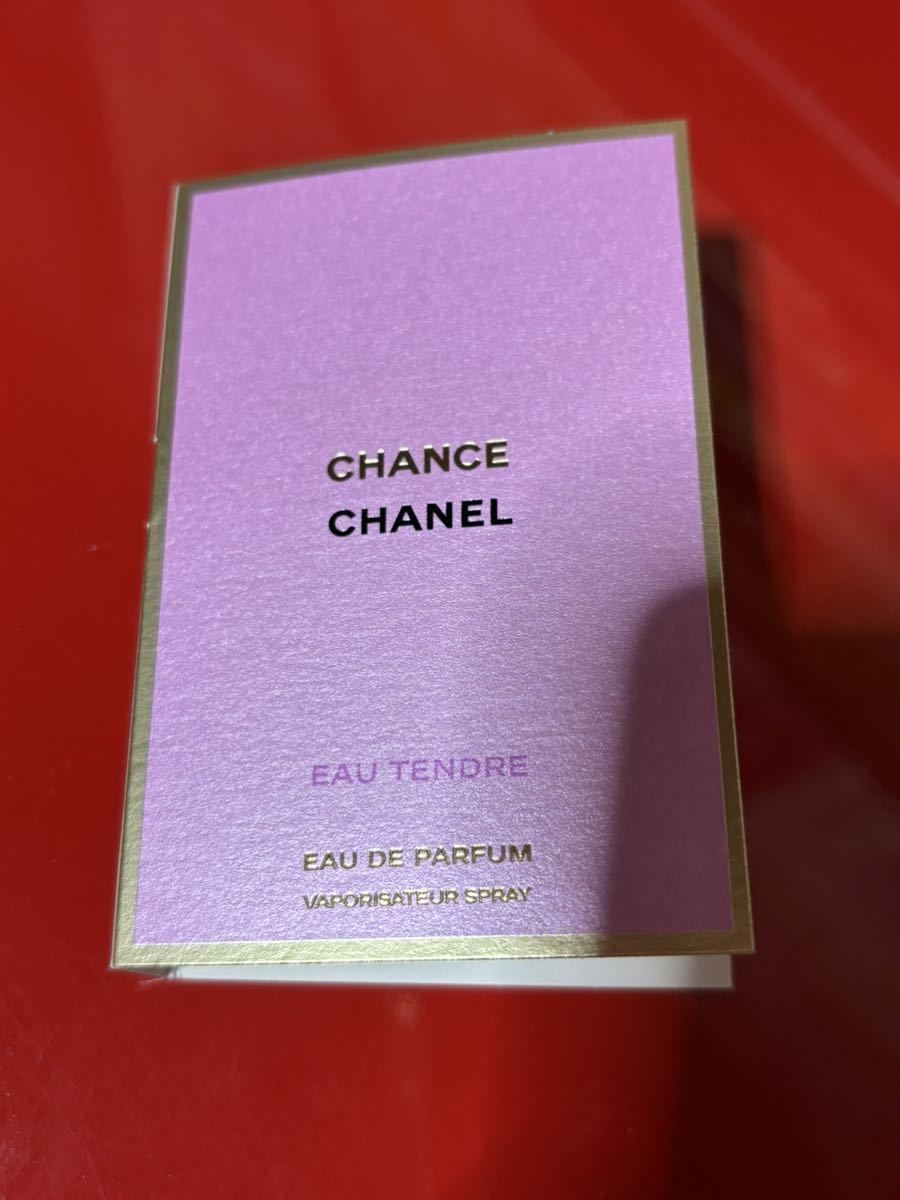 CHANCE
CHANEL
EAU TENDRE
EAU DE PARFUM
VAPORISATEUR SPRAY